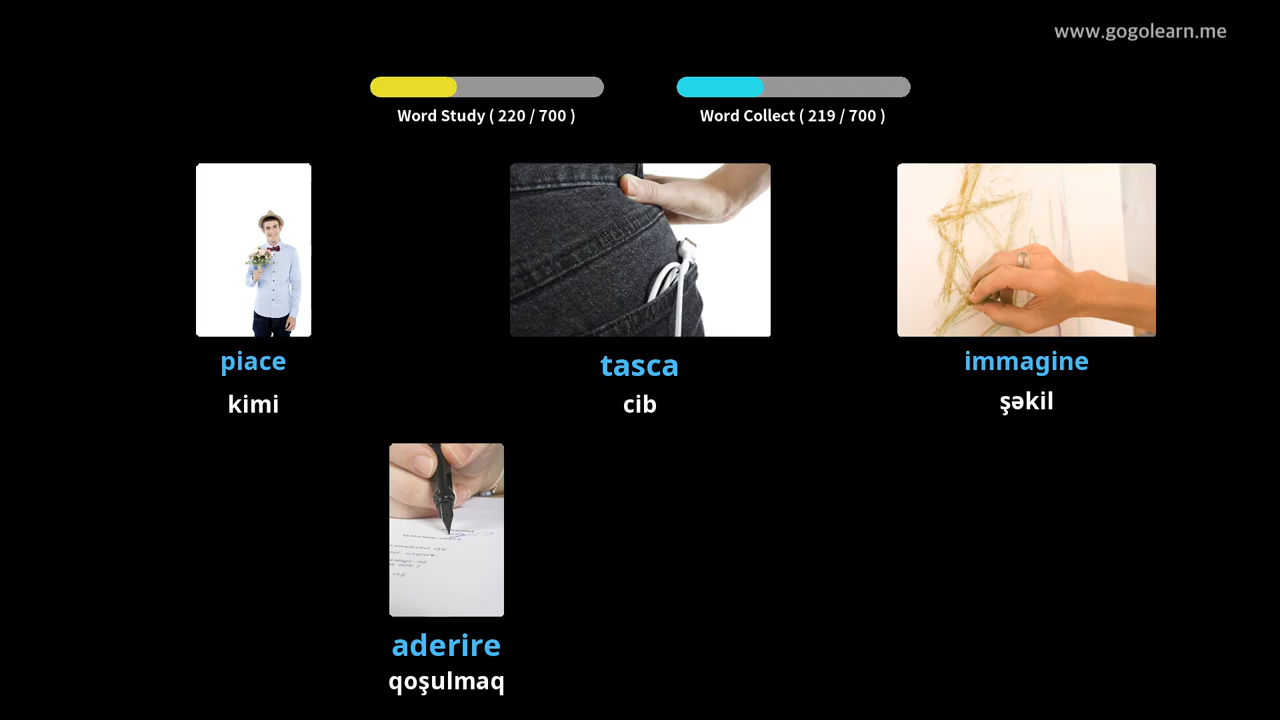 www.gogolearn.me
Word Study ( 220 / 700 )
Word Collect ( 219 / 700 )
piace
kimi
tasca
cib
immagine
şəkil
aderire
qoşulmaq